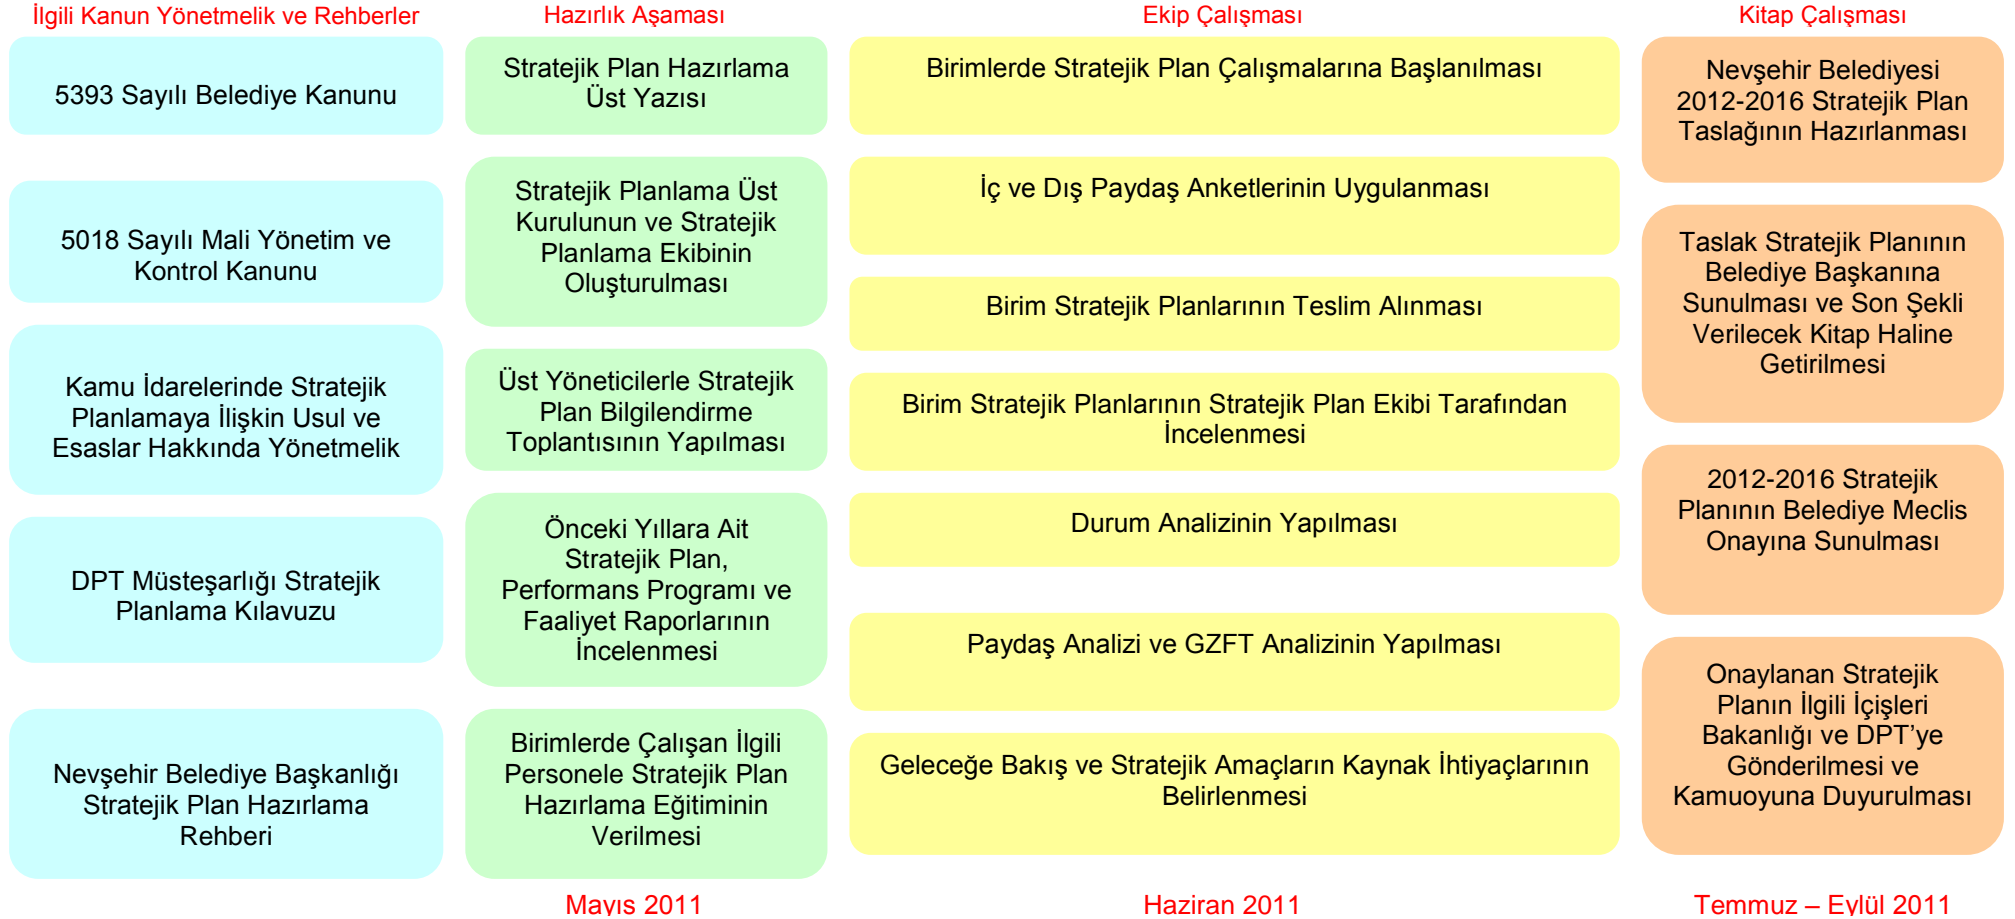 İlgili Kanun Yönetmelik ve Rehberler
5393 Sayılı Belediye Kanunu
5018 Sayılı Mali Yönetim ve
Kontrol Kanunu
Kamu İdarelerinde Stratejik
Planlamaya İlişkin Usul ve
Esaslar Hakkında Yönetmelik
DPT Müsteşarlığı Stratejik
Planlama Kılavuzu
Nevşehir Belediye Başkanlığı
Stratejik Plan Hazırlama
Rehberi
Hazırlık Aşaması
Stratejik Plan Hazırlama
Üst Yazısı
Stratejik Planlama Üst
Kurulunun ve Stratejik
Planlama Ekibinin
Oluşturulması
Üst Yöneticilerle Stratejik
Plan Bilgilendirme
Toplantısının Yapılması
Önceki Yıllara Ait
Stratejik Plan,
Performans Programı ve
Faaliyet Raporlarının
İncelenmesi
Birimlerde Çalışan İlgili
Personele Stratejik Plan
Hazırlama Eğitiminin
Verilmesi
Mayıs 2011
Ekip Çalışması
Birimlerde Stratejik Plan Çalışmalarına Başlanılması
İç ve Dış Paydaş Anketlerinin Uygulanması
Birim Stratejik Planlarının Teslim Alınması
Birim Stratejik Planlarının Stratejik Plan Ekibi Tarafından
İncelenmesi
Durum Analizinin Yapılması
Paydaş Analizi ve GZFT Analizinin Yapılması
Geleceğe Bakış ve Stratejik Amaçların Kaynak İhtiyaçlarının
Belirlenmesi
Haziran 2011
Kitap Çalışması
Nevşehir Belediyesi
2012-2016 Stratejik Plan
Taslağının Hazırlanması
Taslak Stratejik Planının
Belediye Başkanına
Sunulması ve Son Şekli
Verilecek Kitap Haline
Getirilmesi
2012-2016 Stratejik
Planının Belediye Meclis
Onayına Sunulması
Onaylanan Stratejik
Planın İlgili İçişleri
Bakanlığı ve DPT’ye
Gönderilmesi ve
Kamuoyuna Duyurulması
Temmuz – Eylül 2011